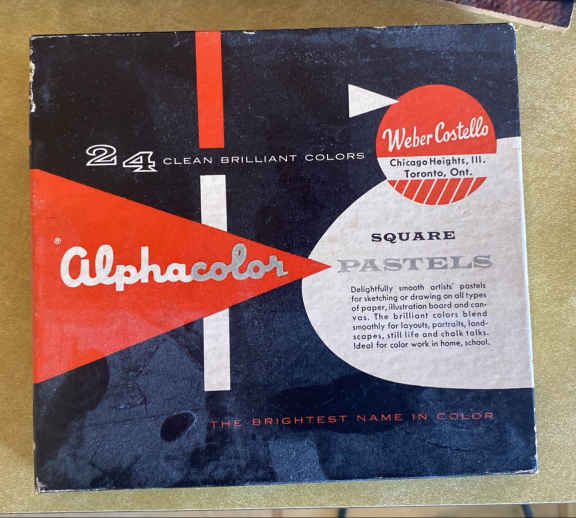 Weber Costello
Chicago Heights, Ill.
Toronto, Ont.
24 CLEAN BRILLIANT COLORS
®
Alphacolor
SQUARE
PASTELS
Delightfully smooth artists' pastels
for sketching or drawing on all types
of paper, illustration board and can-
vas. The brilliant colors blend
smoothly for layouts, portraits, land-
scapes, still life and chalk talks.
Ideal for color work in home, school.
THE BRIGHTEST NAME IN COLOR